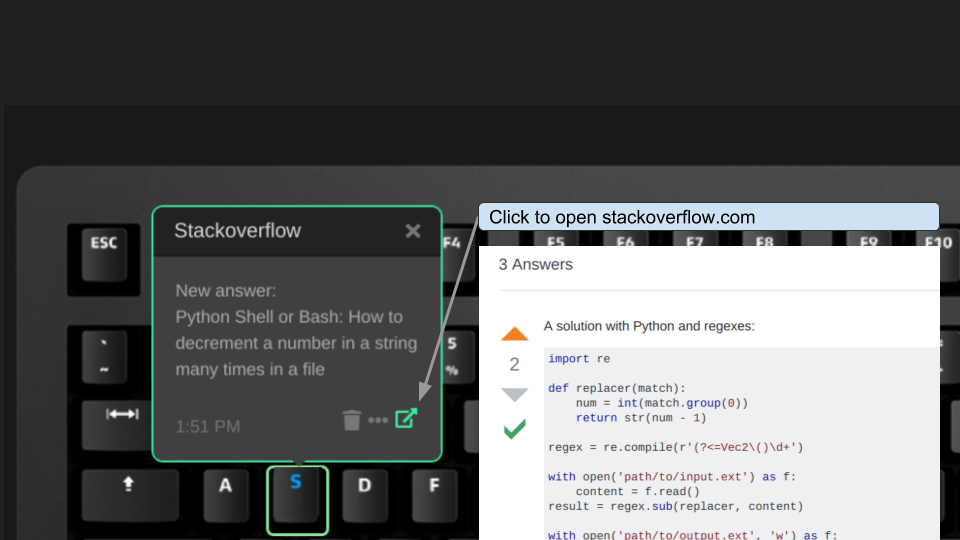 Click to open stackoverflow.com
Stackoverflow
ESC
F4
F5
F6
F7
F8
F9
F10
3 Answers
New answer:
Python Shell or Bash: How to
decrement a number in a string
many times in a file
1:51 PM
`
~
5
%
A
S
D
F
A solution with Python and regexes:
2
import re
def replacer(match):
    num = int(match.group(0))
    return str(num - 1)
regex = re.compile(r'(?<=Vec2\()\d+')
with open('path/to/input.ext') as f:
    content = f.read()
result = regex.sub(replacer, content)
with open('path/to/output.ext', 'w') as f: